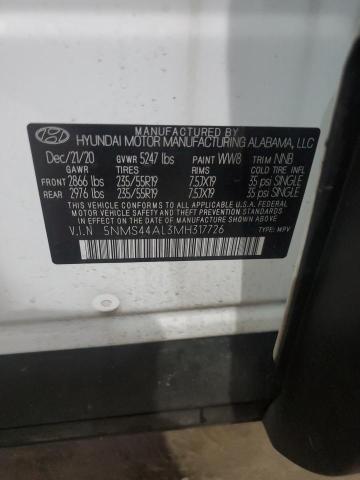 MANUFACTURED BY
HYUNDAI MOTOR MANUFACTURING ALABAMA, LLC
Dec/21/20 GVWR 5247 lbs PAINT WW8 TRIM NNB
GAWR TIRES RIMS COLD TIRE INFL.
FRONT 2866 lbs 235/55R19 7.5JX19 35 psi SINGLE
REAR 2976 lbs 235/55R19 7.5JX19 35 psi SINGLE
THIS VEHICLE CONFORMS TO ALL APPLICABLE U.S.A. FEDERAL
MOTOR VEHICLE SAFETY, BUMPER, AND THEFT PREVENTION
STANDARDS IN EFFECT ON THE DATE OF MANUFACTURE SHOWN ABOVE.
V.I.N 5NMS44AL3MH317726 TYPE: MPV